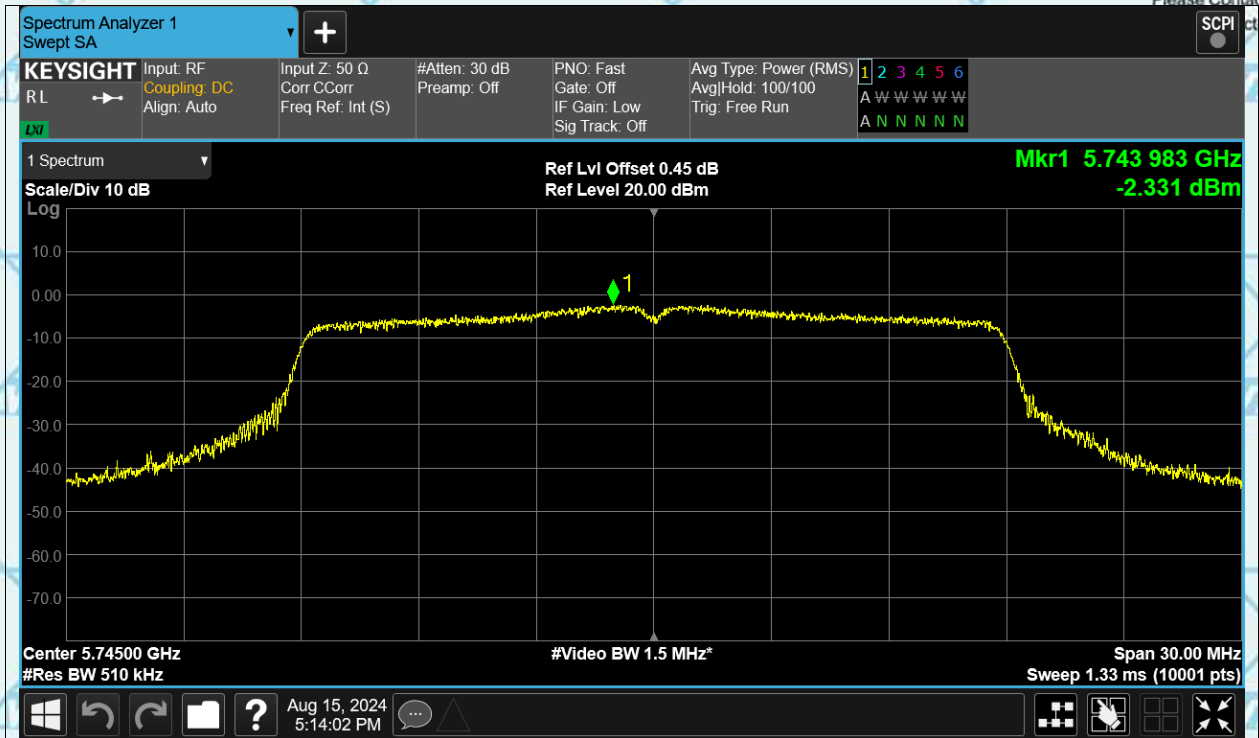 Please Conta
Spectrum Analyzer 1
Swept SA
SCPI
KEYSIGHT
RL
LXI
Input: RF
Coupling: DC
Align: Auto
Input Z: 50 Ω
Corr CCorr
Freq Ref: Int (S)
#Atten: 30 dB
Preamp: Off
PNO: Fast
Gate: Off
IF Gain: Low
Sig Track: Off
Avg Type: Power (RMS)
Avg|Hold: 100/100
Trig: Free Run
1 2 3 4 5 6
A W W W W W
A N N N N N
1 Spectrum
Scale/Div 10 dB
Log
Ref Lvl Offset 0.45 dB
Ref Level 20.00 dBm
Mkr1 5.743 983 GHz
-2.331 dBm
1
10.0
0.00
-10.0
-20.0
-30.0
-40.0
-50.0
-60.0
-70.0
Center 5.74500 GHz
#Res BW 510 kHz
#Video BW 1.5 MHz*
Span 30.00 MHz
Sweep 1.33 ms (10001 pts)
?
Aug 15, 2024
5:14:02 PM